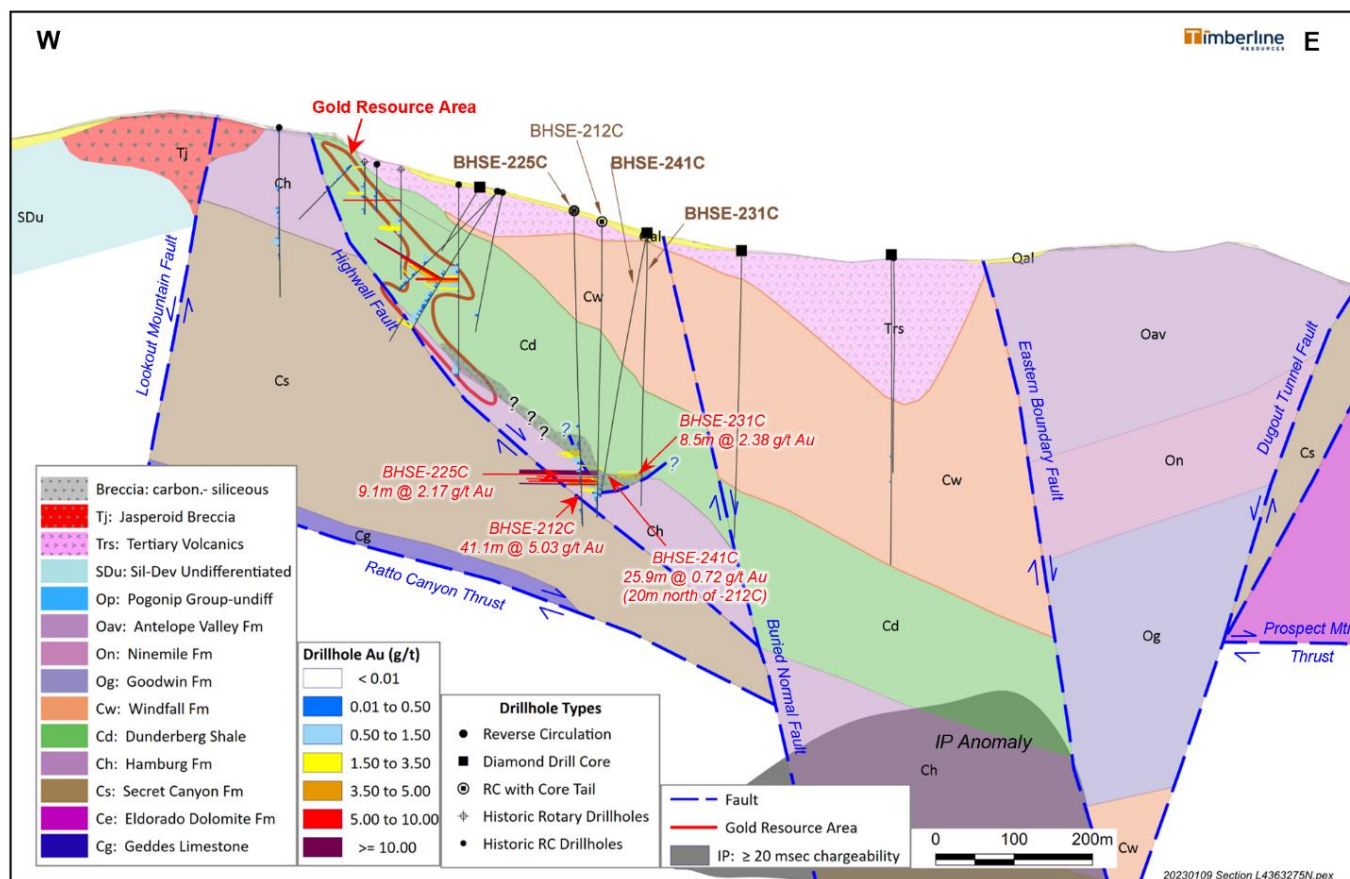 W
Timberline
RESOURCES
E
Gold Resource Area
BHSE-212C
BHSE-225C
BHSE-241C
BHSE-231C
Tj
Ch
SDu
Qal
Cw
Trs
Cd
Oav
On
Og
Cs
Lookout Mountain Fault
Highwall Fault
Eastern Boundary Fault
Dugout Tunnel Fault
Cs
Cw
? ? ? ?
?
BHSE-231C
8.5m @ 2.38 g/t Au
BHSE-225C
9.1m @ 2.17 g/t Au
BHSE-212C
41.1m @ 5.03 g/t Au
Ch
BHSE-241C
25.9m @ 0.72 g/t Au
(20m north of -212C)
Cg
Ratto Canyon Thrust
Buried Normal Fault
Cd
Prospect Mtn
Thrust
IP Anomaly
Ch
Cw
Breccia: carbon.- siliceous
Tj: Jasperoid Breccia
Trs: Tertiary Volcanics
SDu: Sil-Dev Undifferentiated
Op: Pogonip Group-undiff
Oav: Antelope Valley Fm
On: Ninemile Fm
Og: Goodwin Fm
Cw: Windfall Fm
Cd: Dunderberg Shale
Ch: Hamburg Fm
Cs: Secret Canyon Fm
Ce: Eldorado Dolomite Fm
Cg: Geddes Limestone
Drillhole Au (g/t)
< 0.01
0.01 to 0.50
0.50 to 1.50
1.50 to 3.50
3.50 to 5.00
5.00 to 10.00
>= 10.00
Drillhole Types
Reverse Circulation
Diamond Drill Core
RC with Core Tail
Historic Rotary Drillholes
Historic RC Drillholes
Fault
Gold Resource Area
IP: ≥ 20 msec chargeability
0 100 200m
20230109 Section L4363275N.pex